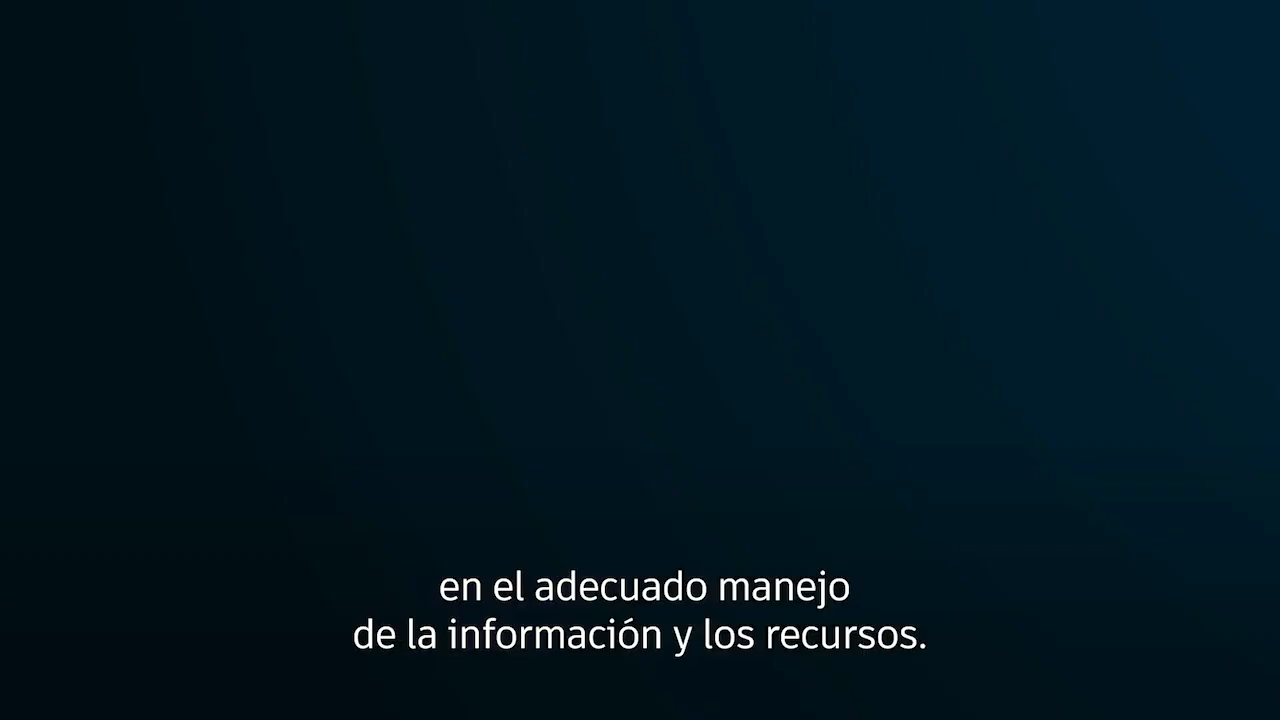 en el adecuado manejo
de la información y los recursos.